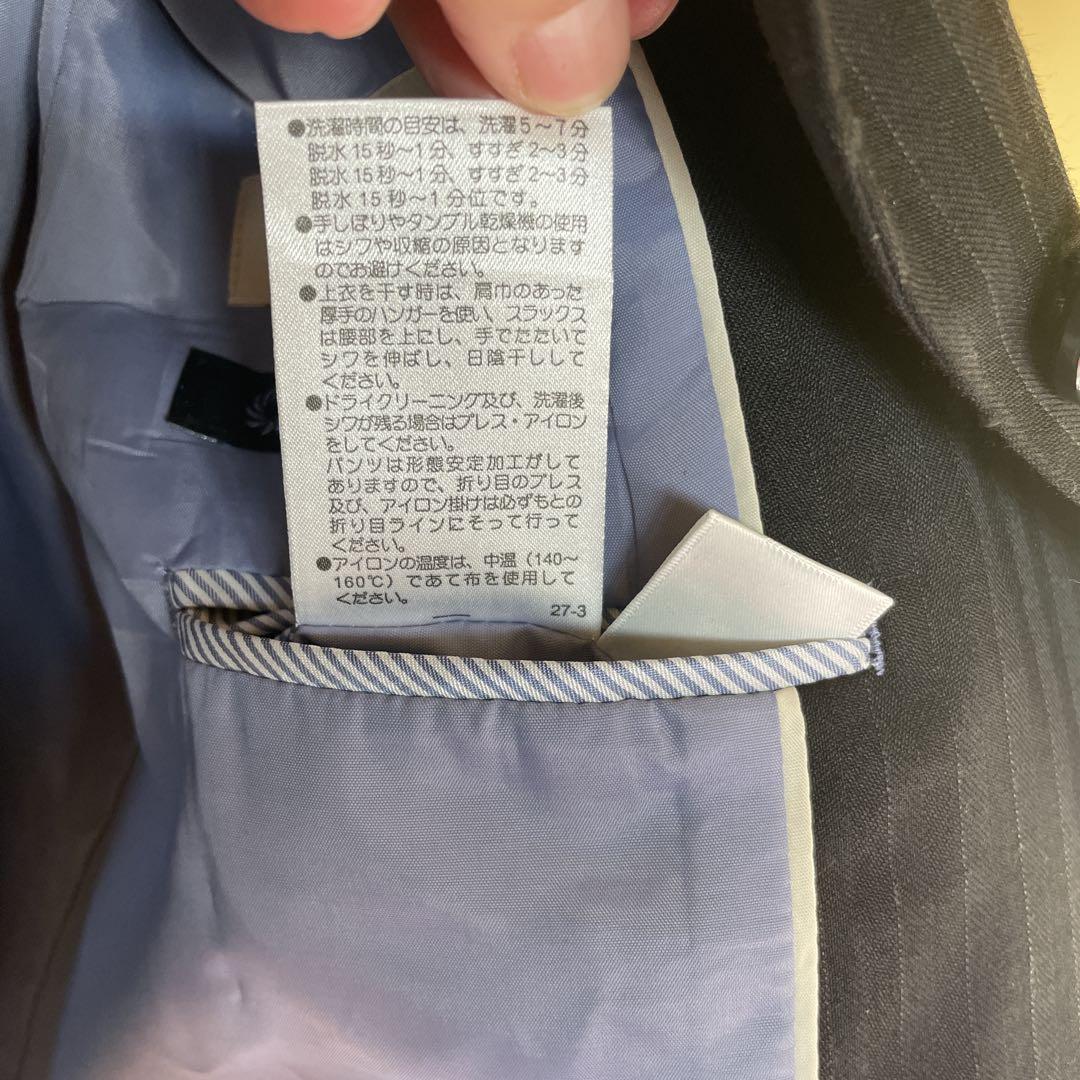 ●洗濯時間の目安は、洗濯5〜7分
脱水15秒〜1分、すすぎ2〜3分
脱水15秒〜1分、すすぎ2〜3分
脱水15秒〜1分位です。
●手しぼりやタンブル乾燥機の使用
はシワや収縮の原因となります
のでお避けください。
●上衣を干す時は、肩巾のあった
厚手のハンガーを使い、スラックス
は腰部を上にし、手でたたいて
シワを伸ばし、日陰干しして
ください。
●ドライクリーニング及び、洗濯後
シワが残る場合はプレス・アイロン
をしてください。
パンツは形態安定加工がして
ありますので、折り目のプレス
及び、アイロン掛けは必ずもとの
折り目ラインにそって行って
ください。
●アイロンの温度は、中温（140〜
160℃）であて布を使用して
ください。
27-3